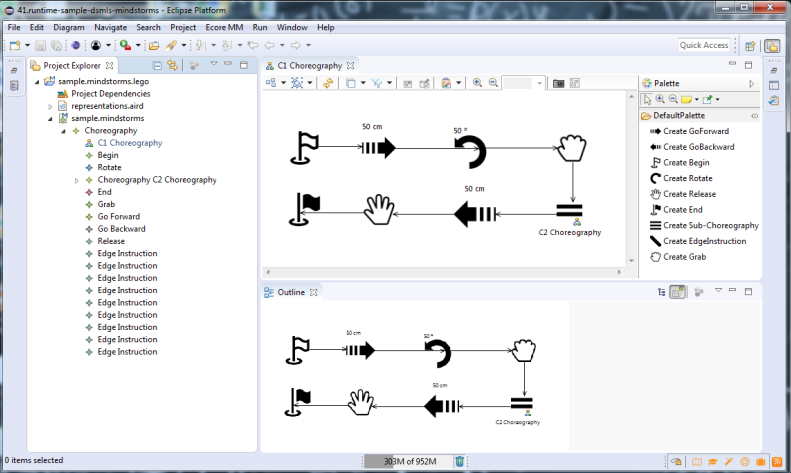 41.runtime-sample-dsmls-mindstorms - Eclipse Platform
File Edit Diagram Navigate Search Project Ecore MM Run Window Help
Quick Access
Project Explorer
sample.mindstorms.lego
Project Dependencies
representations.aird
sample.mindstorms
Choreography
C1 Choreography
Begin
Rotate
Choreography C2 Choreography
End
Grab
Go Forward
Go Backward
Release
Edge Instruction
Edge Instruction
Edge Instruction
Edge Instruction
Edge Instruction
Edge Instruction
Edge Instruction
Edge Instruction
Edge Instruction
C1 Choreography
50 cm
50 º
50 cm
C2 Choreography
Palette
DefaultPalette
Create GoForward
Create GoBackward
Create Begin
Create Rotate
Create Release
Create End
Create Sub-Choreography
Create EdgeInstruction
Create Grab
Outline
50 cm
50 º
50 cm
C2 Choreography
0 items selected
303M of 952M